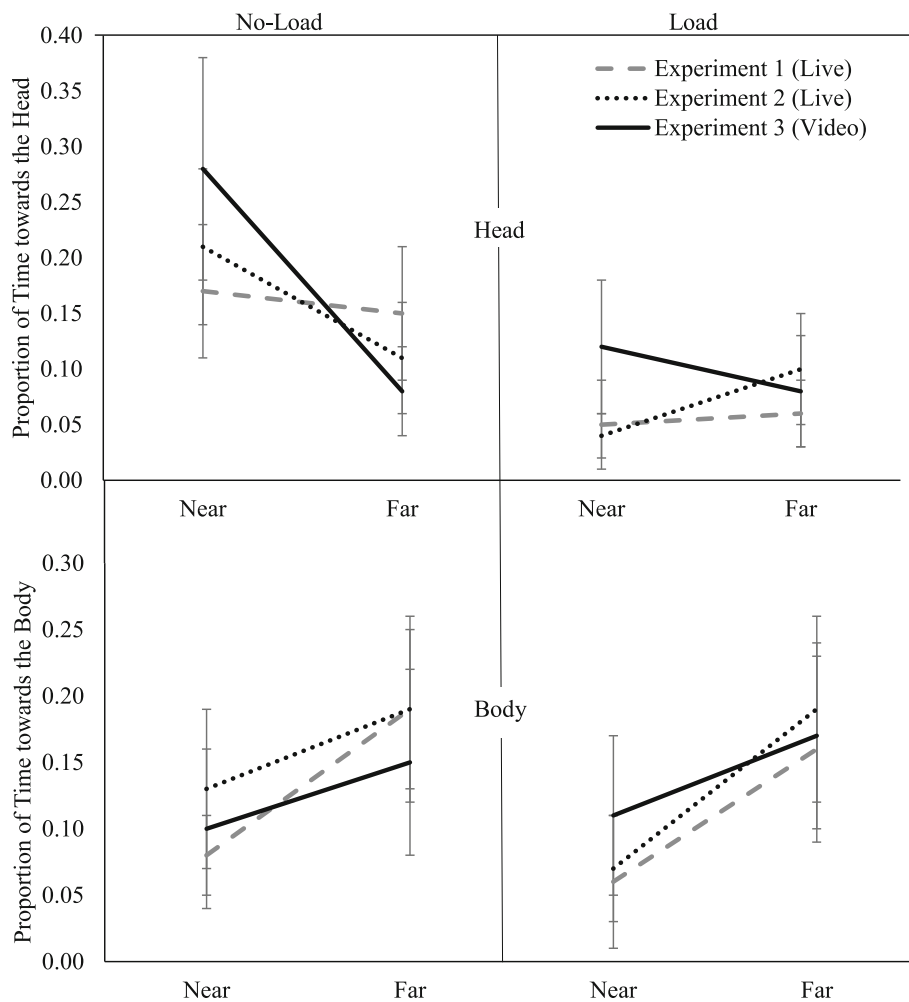 No-Load
Load
0.40
0.35
0.30
0.25
0.20
0.15
0.10
0.05
0.00
Proportion of Time towards the Head
Experiment 1 (Live)
Experiment 2 (Live)
Experiment 3 (Video)
Head
Near
Far
Near
Far
0.30
0.25
0.20
0.15
0.10
0.05
0.00
Proportion of Time towards the Body
Body
Near
Far
Near
Far